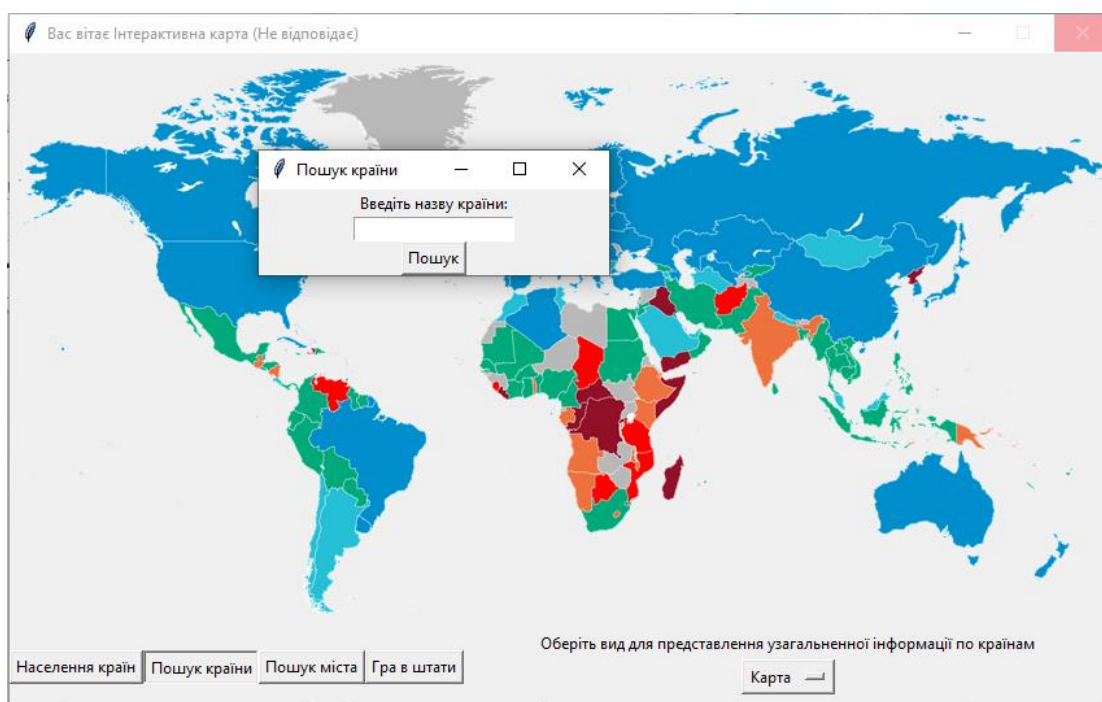 Вас вітає Інтерактивна карта (Не відповідає)
Пошук країни
Введіть назву країни:
Пошук
Оберіть вид для представлення узагальненної інформації по країнам
Населення країн
Пошук країни
Пошук міста
Гра в штати
Карта